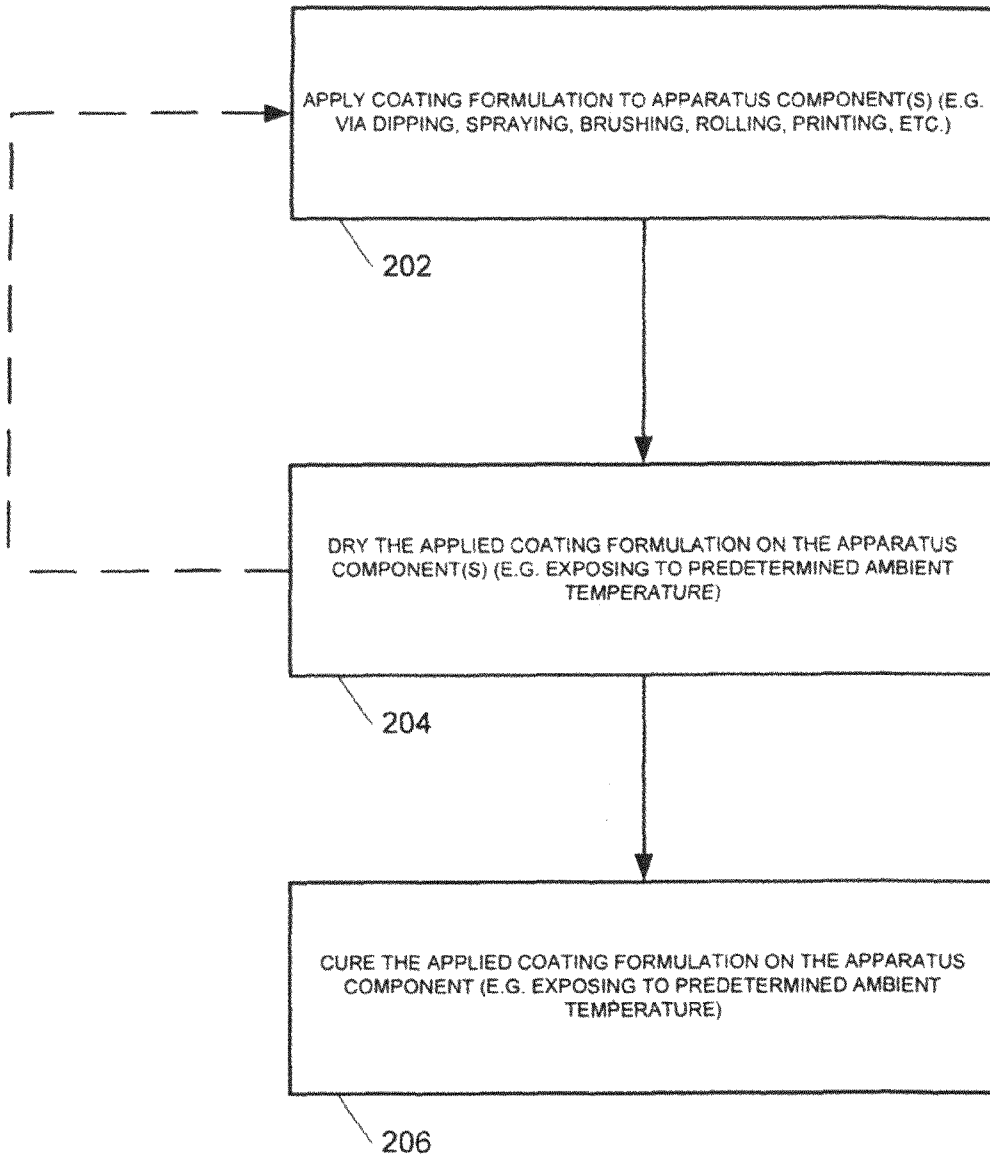 APPLY COATING FORMULATION TO APPARATUS COMPONENT(S) (E.G.
VIA DIPPING, SPRAYING, BRUSHING, ROLLING, PRINTING, ETC.)
202
DRY THE APPLIED COATING FORMULATION ON THE APPARATUS
COMPONENT(S) (E.G. EXPOSING TO PREDETERMINED AMBIENT
TEMPERATURE)
204
CURE THE APPLIED COATING FORMULATION ON THE APPARATUS
COMPONENT (E.G. EXPOSING TO PREDETERMINED AMBIENT
TEMPERATURE)
206